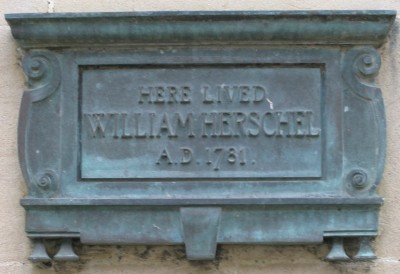 HERE LIVED
WILLIAM HERSCHEL
A.D. 1781.